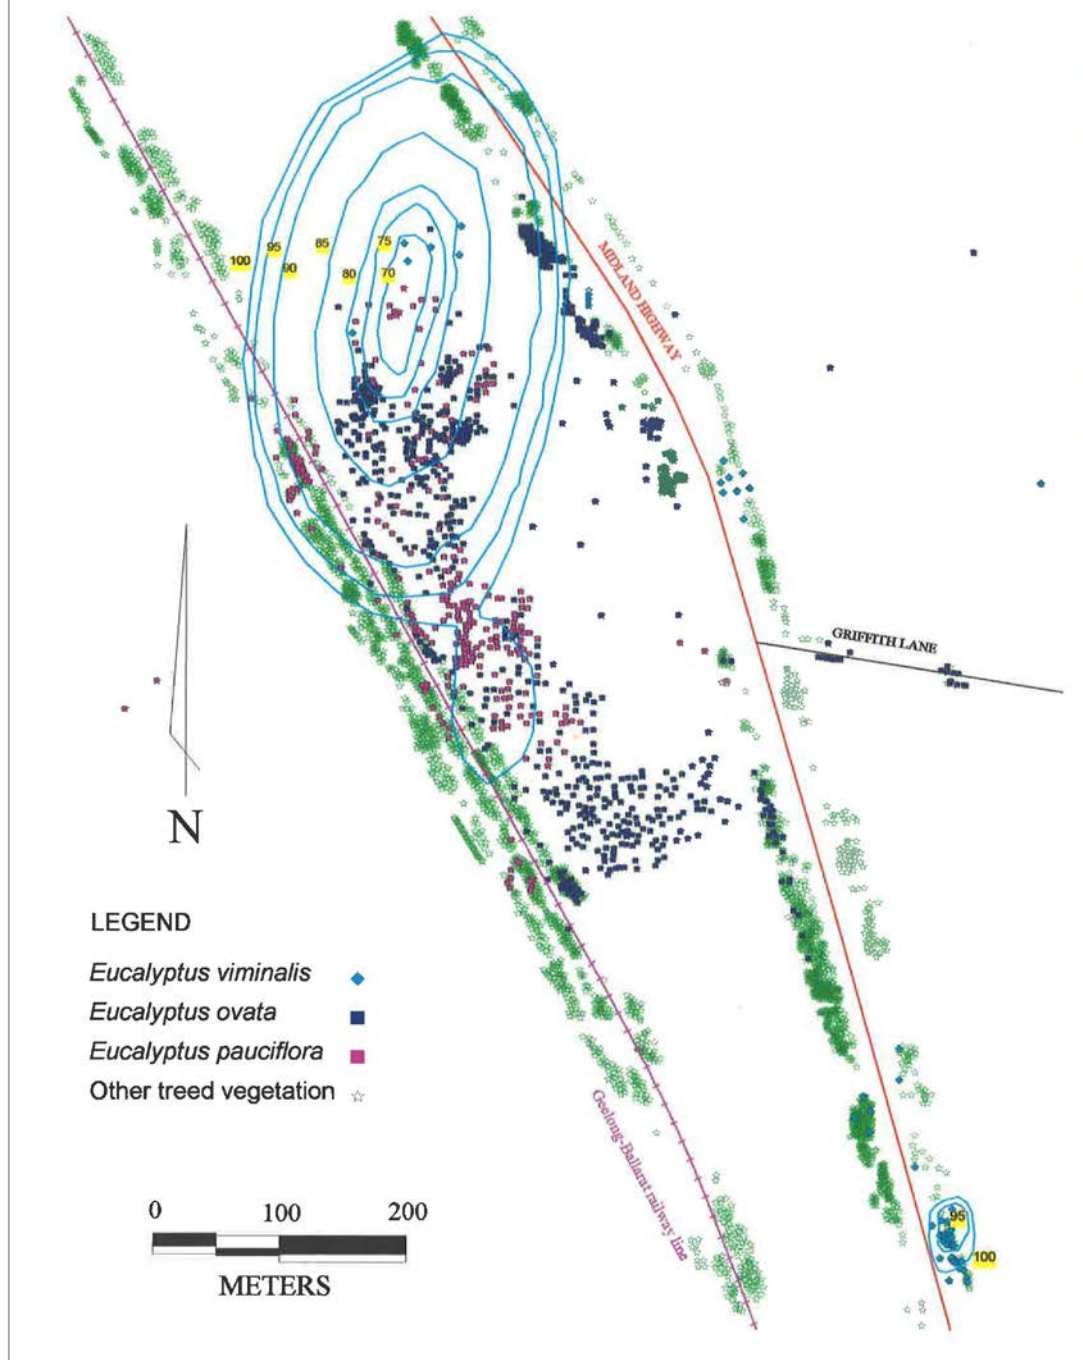 95
85
75
100
90
80
70
MIDLAND HIGHWAY
GRIFFITH LANE
N
LEGEND
Eucalyptus viminalis
Eucalyptus ovata
Eucalyptus pauciflora
Other treed vegetation
Geelong-Ballarat railway line
0 100 200
METERS
95
100